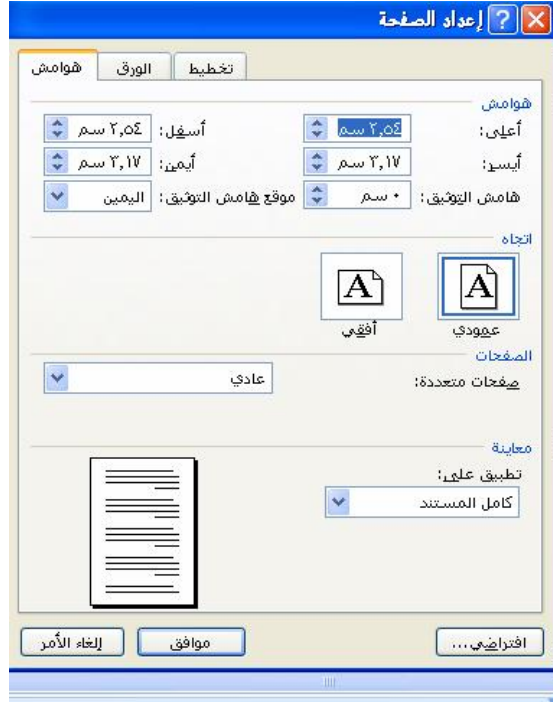 إعداد الصفحة
هوامش الورق تخطيط
هوامش
أعلى: ٢,٥٤ سم أسفل: ٢,٥٤ سم
أيسر: ٣,١٧ سم أيمن: ٣,١٧ سم
هامش التوثيق: ٠ سم موقع هامش التوثيق: اليمين
اتجاه
A A
عمودي أفقي
الصفحات
صفحات متعددة: عادي
معاينة
تطبيق على:
كامل المستند
افتراضي... موافق إلغاء الأمر